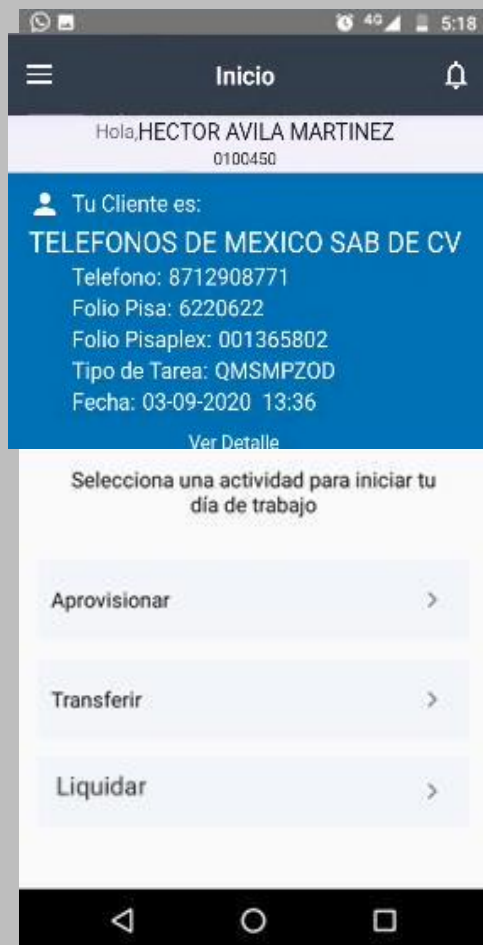 4G 5:18
Inicio
Hola,HECTOR AVILA MARTINEZ
0100450
Tu Cliente es:
TELEFONOS DE MEXICO SAB DE CV
Telefono: 8712908771
Folio Pisa: 6220622
Folio Pisaplex: 001365802
Tipo de Tarea: QMSMPZOD
Fecha: 03-09-2020 13:36
Ver Detalle
Selecciona una actividad para iniciar tu
día de trabajo
Aprovisionar
Transferir
Liquidar